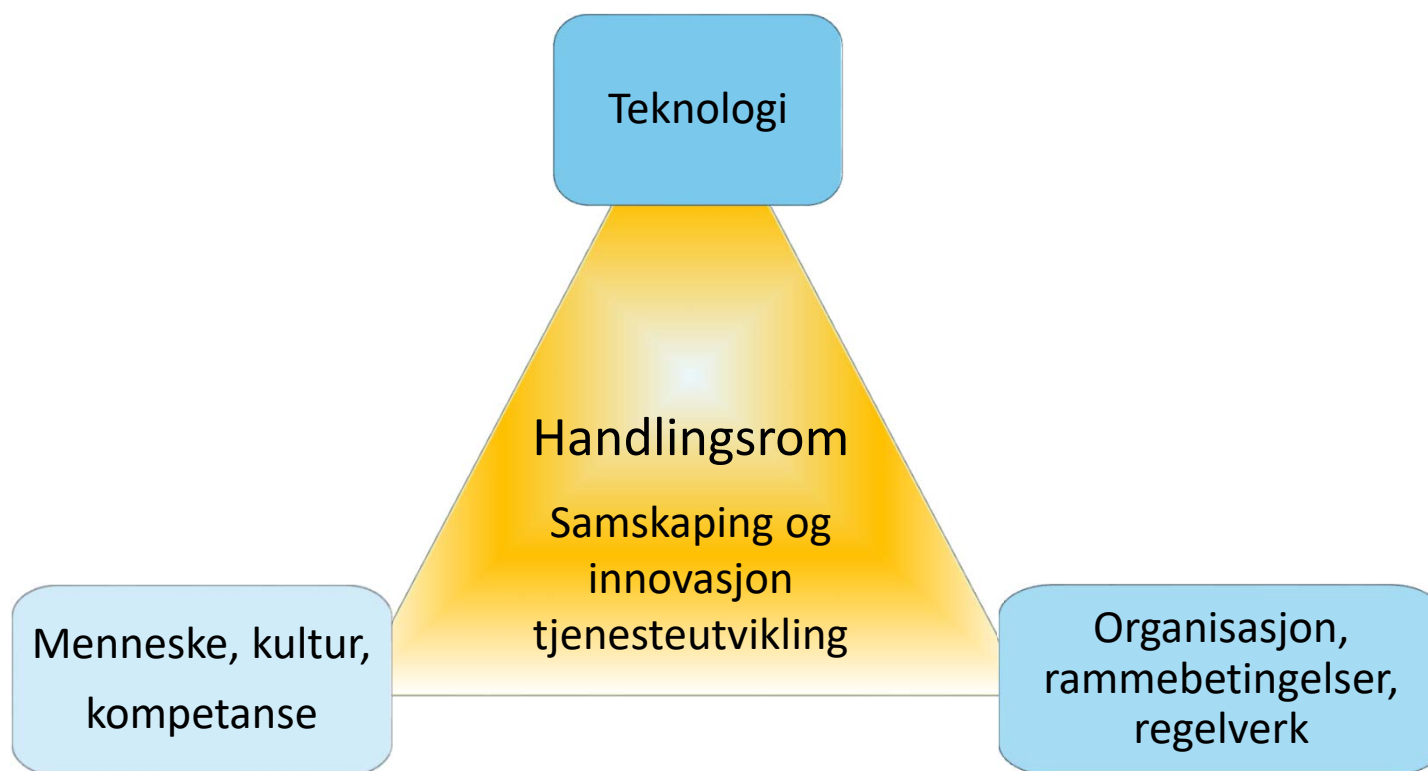 Teknologi
Handlingsrom
Samskaping og
innovasjon
tjenesteutvikling
Menneske, kultur,
kompetanse
Organisasjon,
rammebetingelser,
regelverk